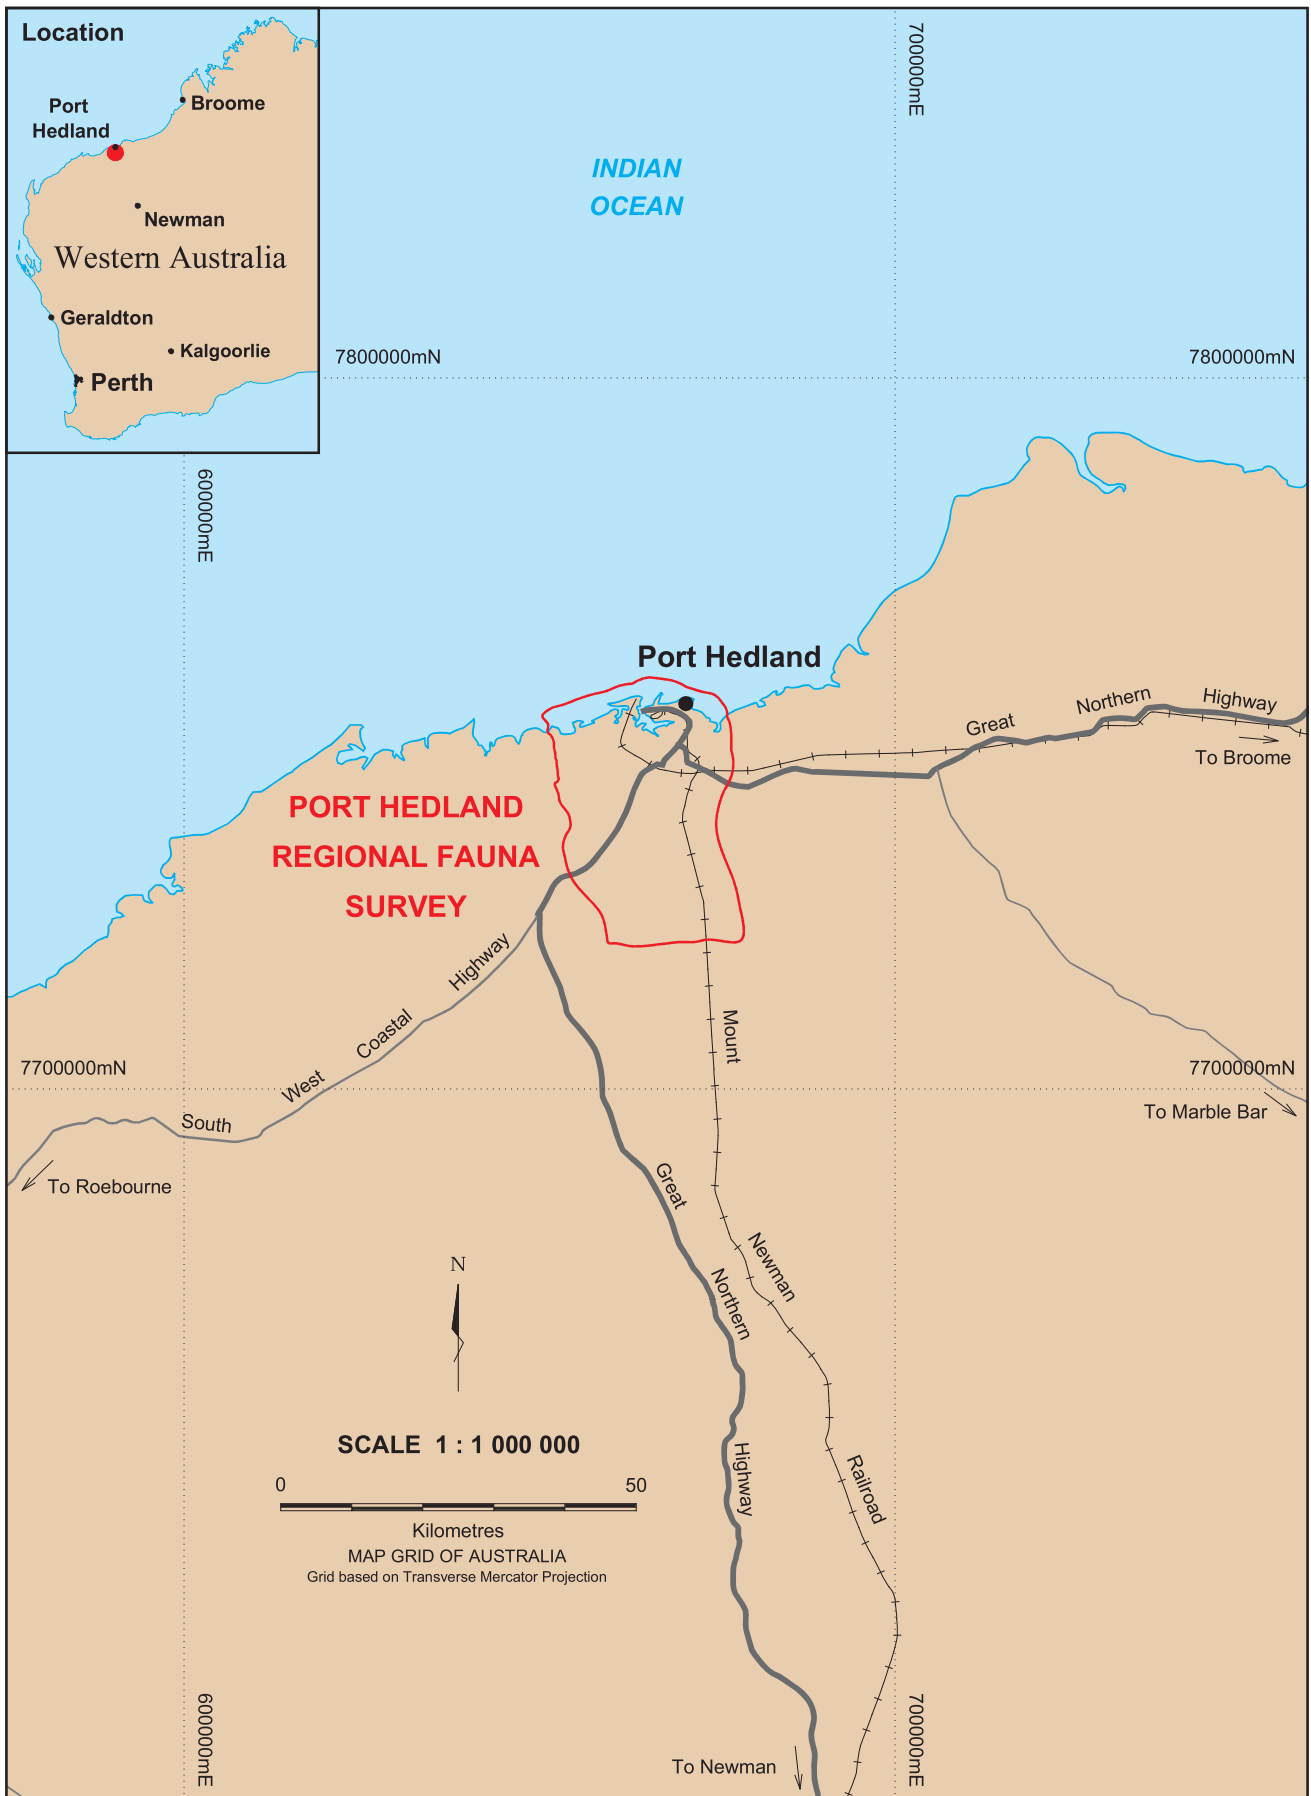 Location
Broome
Port
Hedland
Newman
Western Australia
Geraldton
Kalgoorlie
Perth
700000mE
INDIAN
OCEAN
7800000mN
7800000mN
600000mE
Port Hedland
Great
Northern
Highway
To Broome
PORT HEDLAND
REGIONAL FAUNA
SURVEY
Highway
Coastal
West
South
Mount
7700000mN
7700000mN
To Marble Bar
To Roebourne
Great
Newman
Northern
N
SCALE 1 : 1 000 000
0
50
Highway
Railroad
Kilometres
MAP GRID OF AUSTRALIA
Grid based on Transverse Mercator Projection
600000mE
700000mE
To Newman